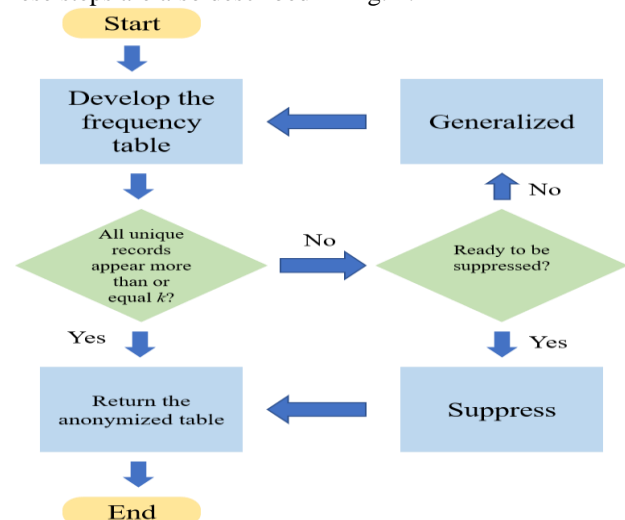 Start
Develop the
frequency
table
Generalized
No
All unique
records
appear more
than or
equal k?
No
Ready to be
suppressed?
Yes
Yes
Return the
anonymized table
Suppress
End